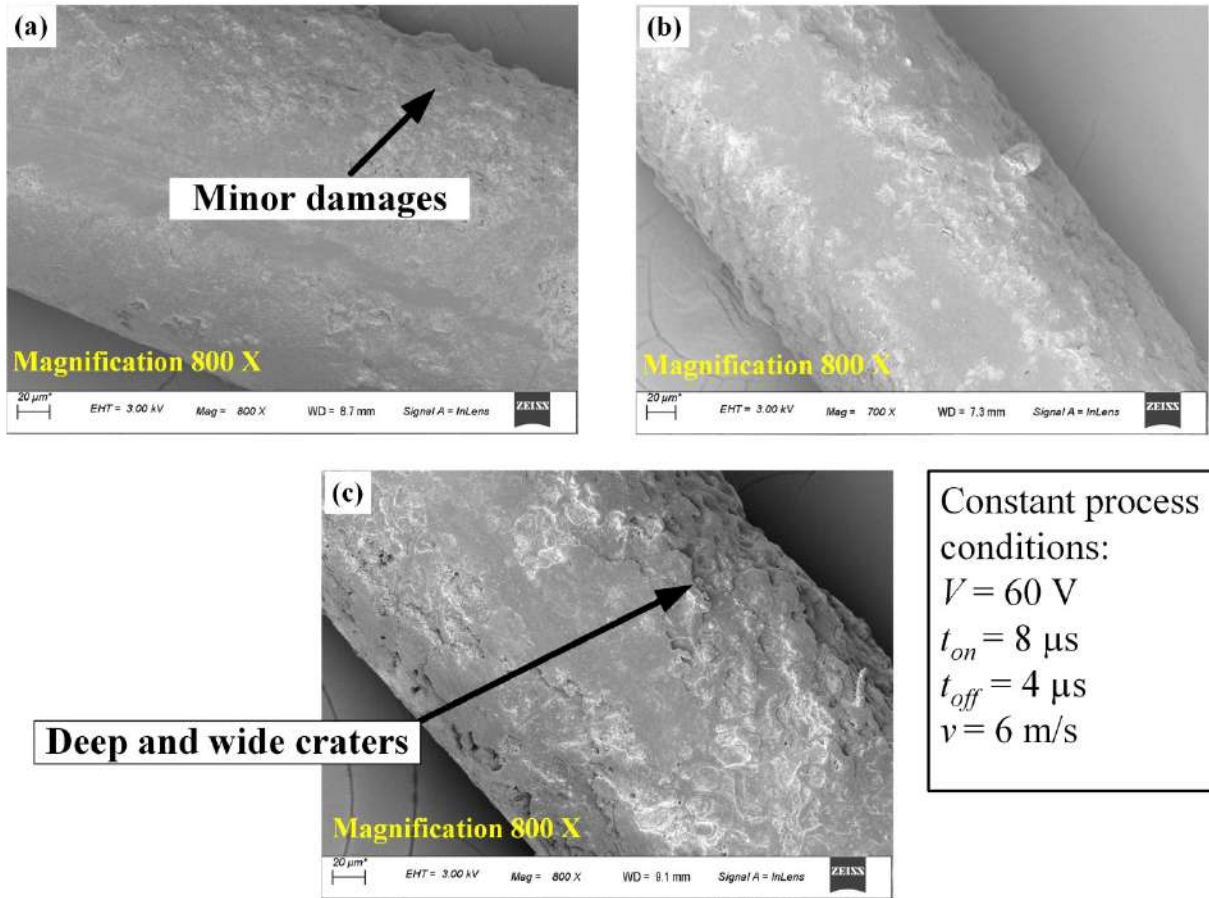 (a)
Minor damages
Magnification 800 X
20 µm*
EHT = 3.00 kV Mag = 800 X WD = 8.7 mm Signal A = InLens ZEISS
(b)
Magnification 800 X
20 µm*
EHT = 3.00 kV Mag = 700 X WD = 7.3 mm Signal A = InLens ZEISS
(c)
Deep and wide craters
Magnification 800 X
20 µm*
EHT = 3.00 kV Mag = 800 X WD = 9.1 mm Signal A = InLens ZEISS
Constant process
conditions:
V = 60 V
t_on = 8 µs
t_off = 4 µs
v = 6 m/s